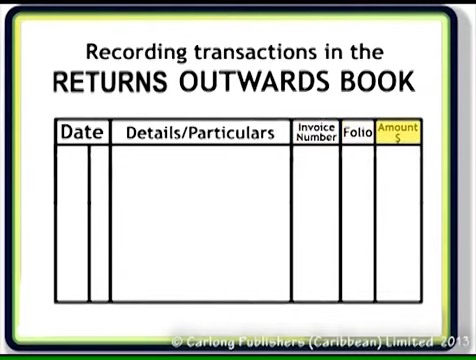 Recording transactions in the
RETURNS OUTWARDS BOOK
Date Details/Particulars Invoice Number Folio Amount $
© Carlong Publishers (Caribbean) Limited 2013